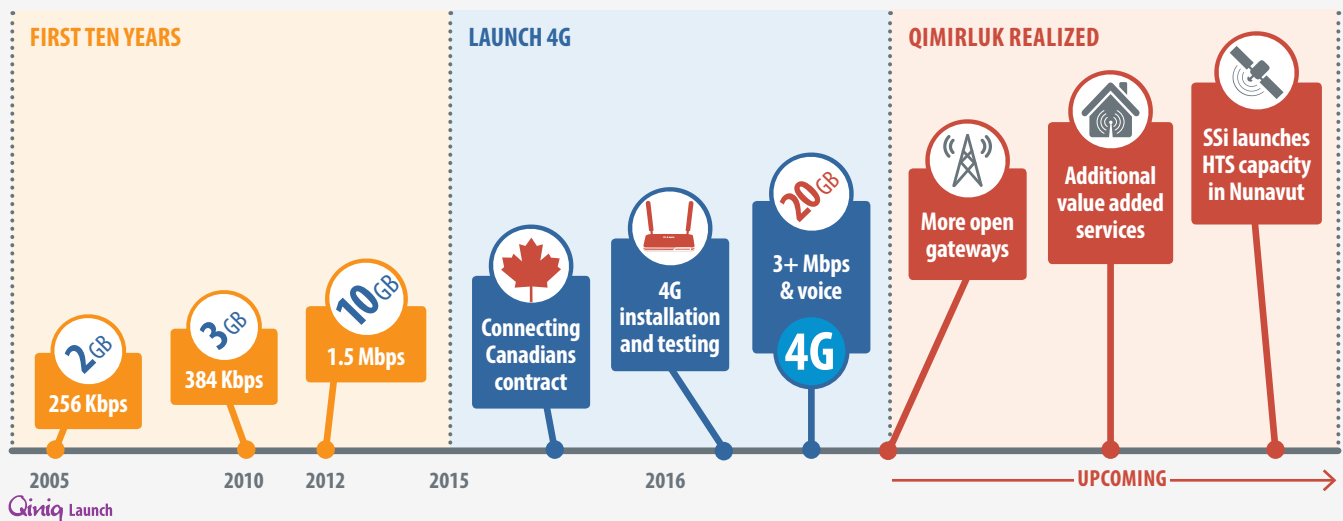 FIRST TEN YEARS
LAUNCH 4G
QIMIRLUK REALIZED
2GB
256 Kbps
3GB
384 Kbps
10GB
1.5 Mbps
Connecting
Canadians
contract
4G
installation
and testing
20GB
3+ Mbps
& voice
4G
More open
gateways
Additional
value added
services
SSi launches
HTS capacity
in Nunavut
2005
2010
2012
2015
2016
UPCOMING
Qiniq Launch